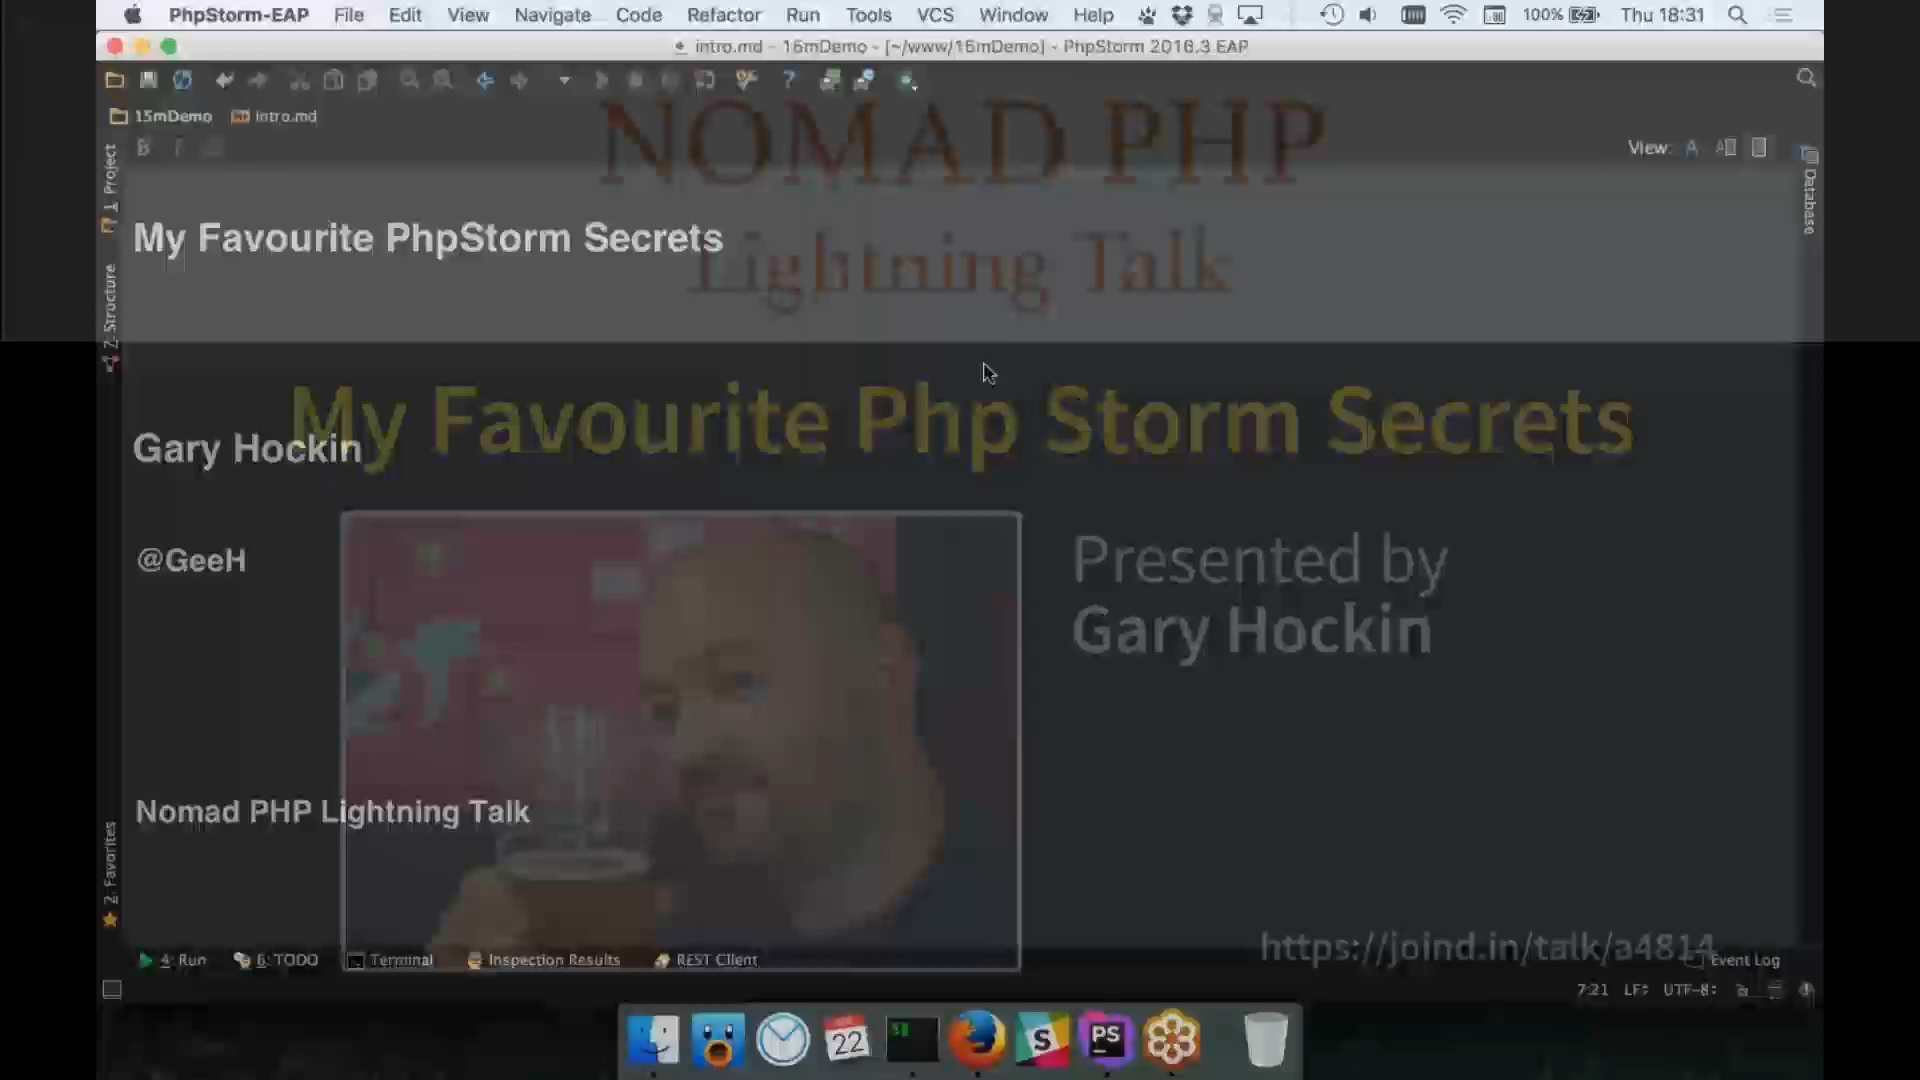 PhpStorm-EAP File Edit View Navigate Code Refactor Run Tools VCS Window Help 100% Thu 18:31
intro.md - 15mDemo - [~/www/15mDemo] - PhpStorm 2016.3 EAP
15mDemo intro.md
NOMAD PHP
View:
1: Project
Database
My Favourite PhpStorm Secrets
Lightning Talk
Z: Structure
My Favourite Php Storm Secrets
Gary Hockin
@GeeH
Presented by
Gary Hockin
Nomad PHP Lightning Talk
2: Favorites
https://joind.in/talk/a4814
4: Run 6: TODO Terminal Inspection Results REST Client Event Log
7:21 LF UTF-8
22
PS